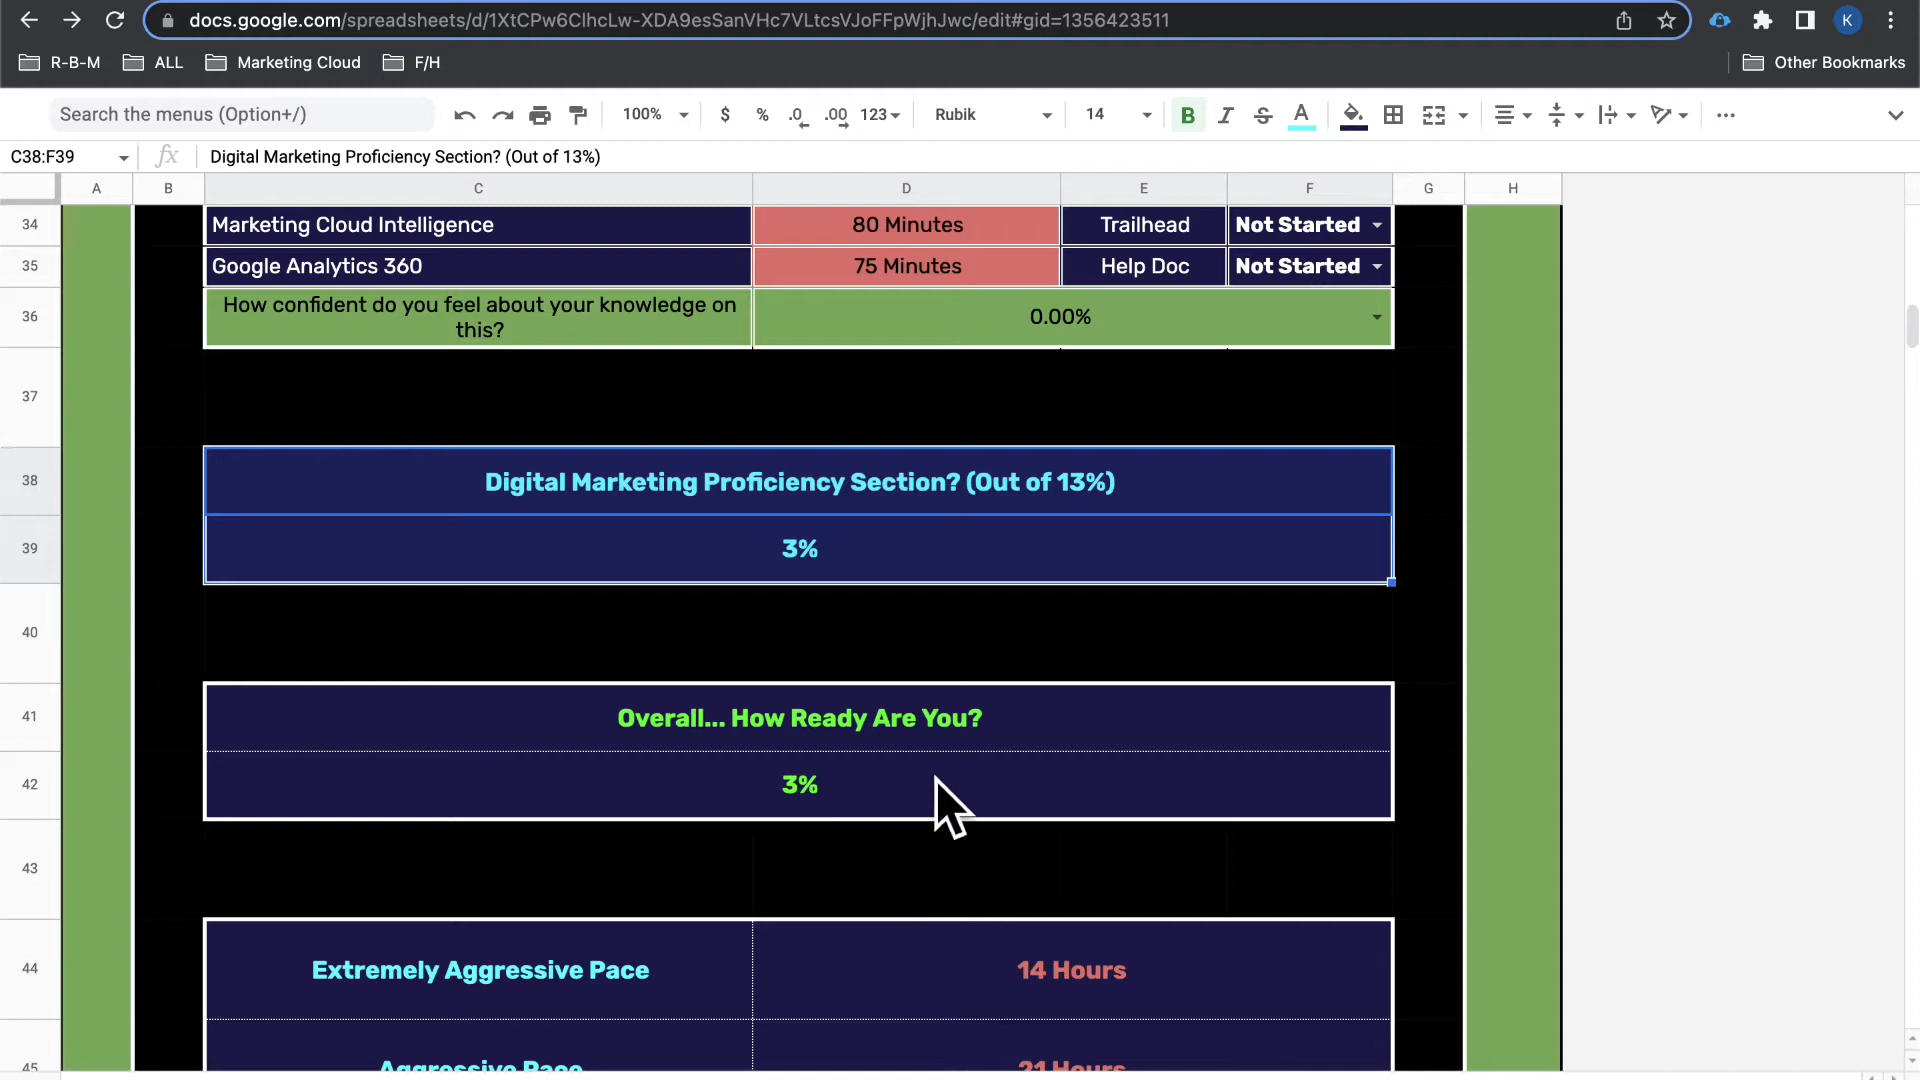 docs.google.com/spreadsheets/d/1XtCPw6ClhcLw-XDA9esSanVHc7VLtcsVJoFFpWjhJwc/edit#gid=1356423511
K
R-B-M ALL Marketing Cloud F/H Other Bookmarks
Search the menus (Option+/) 100% $ % .0 .00 123 Rubik 14 B I S A
C38:F39 fx Digital Marketing Proficiency Section? (Out of 13%)
A B C D E F G H
34 Marketing Cloud Intelligence 80 Minutes Trailhead Not Started
35 Google Analytics 360 75 Minutes Help Doc Not Started
36 How confident do you feel about your knowledge on
this? 0.00%
37
38 Digital Marketing Proficiency Section? (Out of 13%)
39 3%
40
41 Overall... How Ready Are You?
42 3%
43
44 Extremely Aggressive Pace 14 Hours
45 Aggressive Pace 21 Hours